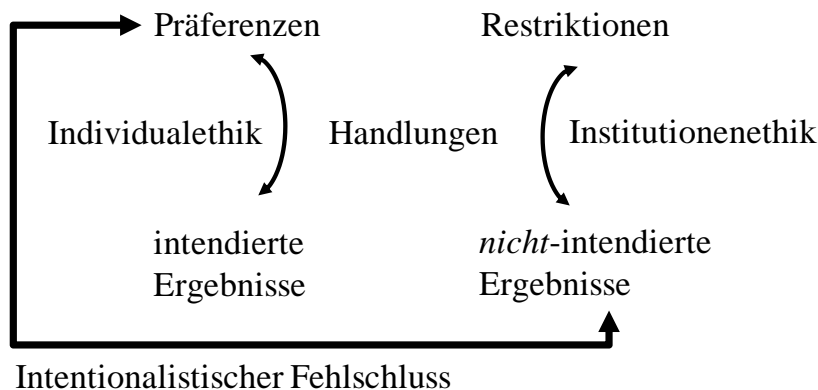 Präferenzen Restriktionen
Individualethik Handlungen Institutionenethik
intendierte nicht-intendierte
Ergebnisse Ergebnisse
Intentionalistischer Fehlschluss